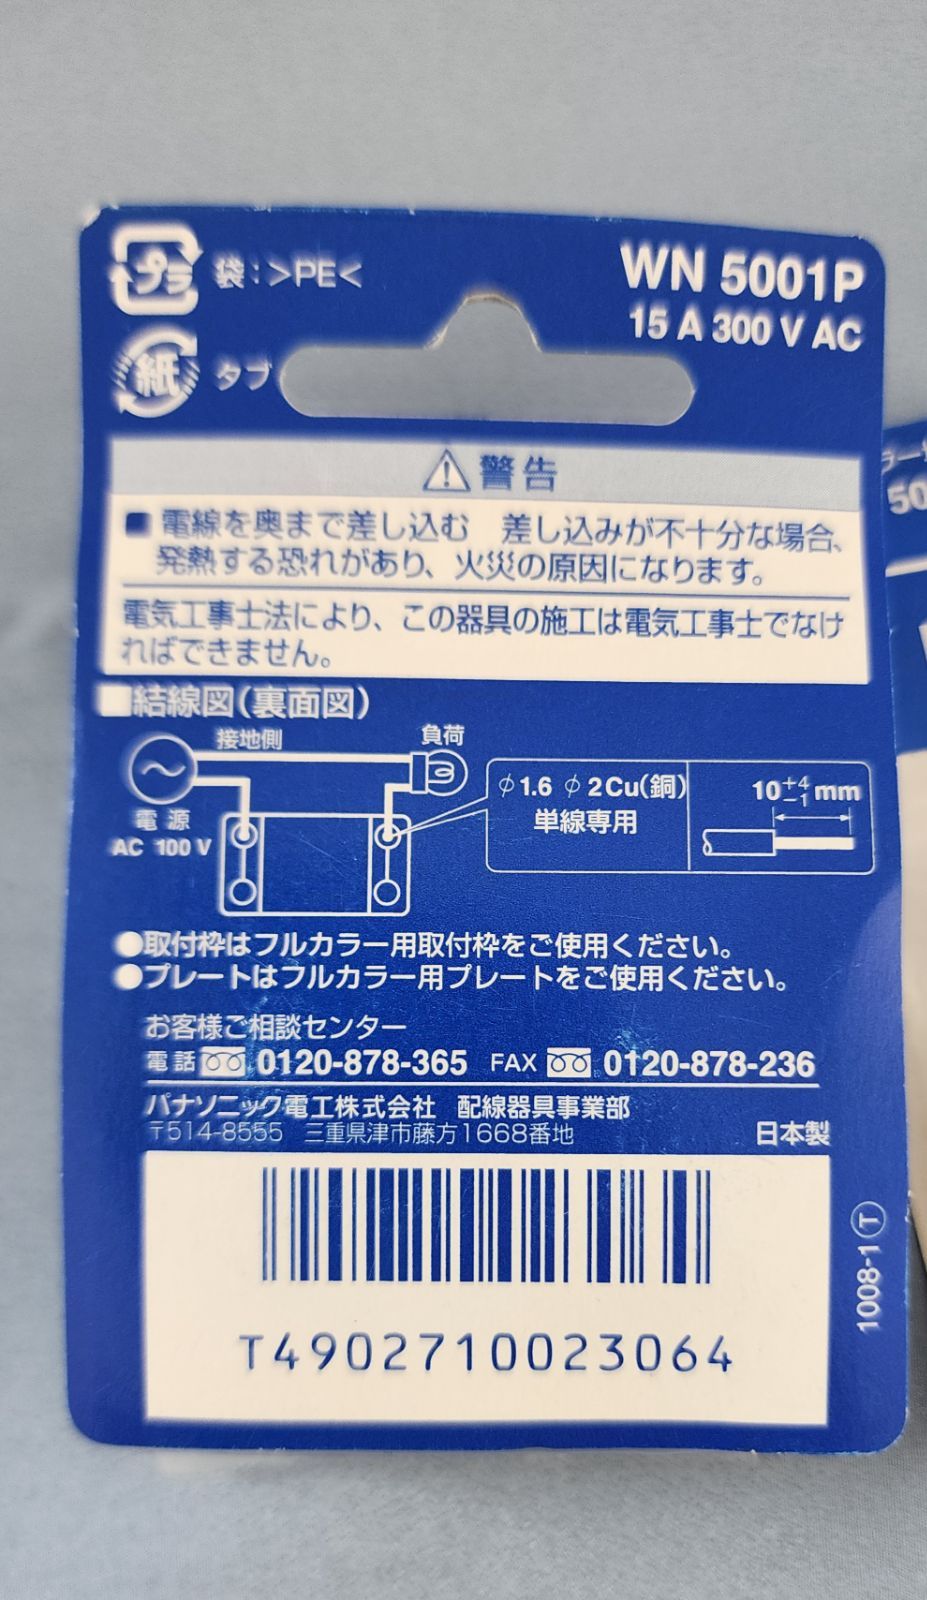 プラ 袋：>PE<
WN 5001P
15 A 300 V AC
紙 タブ
警告
■ 電線を奥まで差し込む 差し込みが不十分な場合、
発熱する恐れがあり、火災の原因になります。
電気工事士法により、この器具の施工は電気工事士でなけ
ればできません。
■結線図（裏面図）
接地側
負荷
電源
AC 100 V
φ1.6 φ2Cu（銅）
単線専用
10+4−1mm
●取付枠はフルカラー用取付枠をご使用ください。
●プレートはフルカラー用プレートをご使用ください。
お客様ご相談センター
電話 0120-878-365 FAX 0120-878-236
パナソニック電工株式会社 配線器具事業部
〒514-8555 三重県津市藤方1668番地
日本製
T4902710023064
1008-1 Ⓣ
50